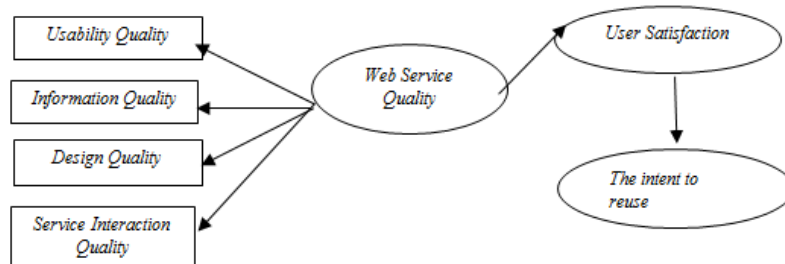 Usability Quality
Information Quality
Design Quality
Service Interaction
Quality
Web Service
Quality
User Satisfaction
The intent to
reuse